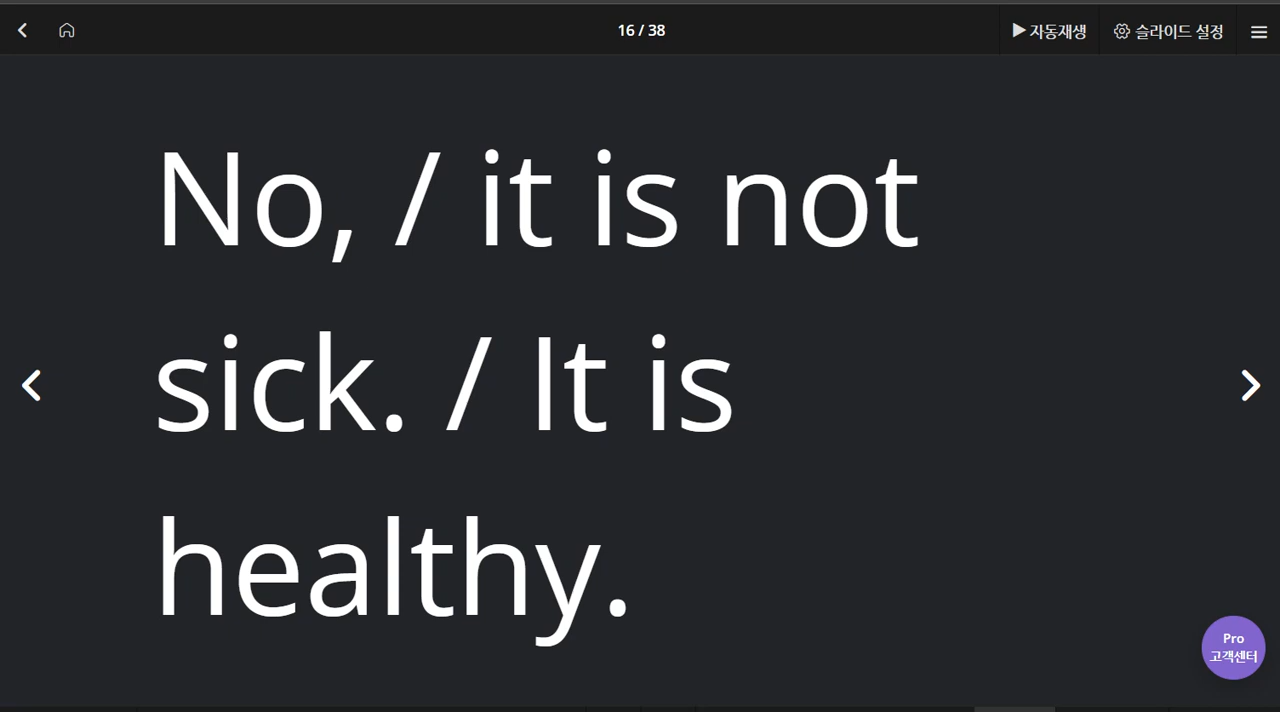 16 / 38
▶ 자동재생
슬라이드 설정
No, / it is not
sick. / It is
healthy.
Pro
고객센터